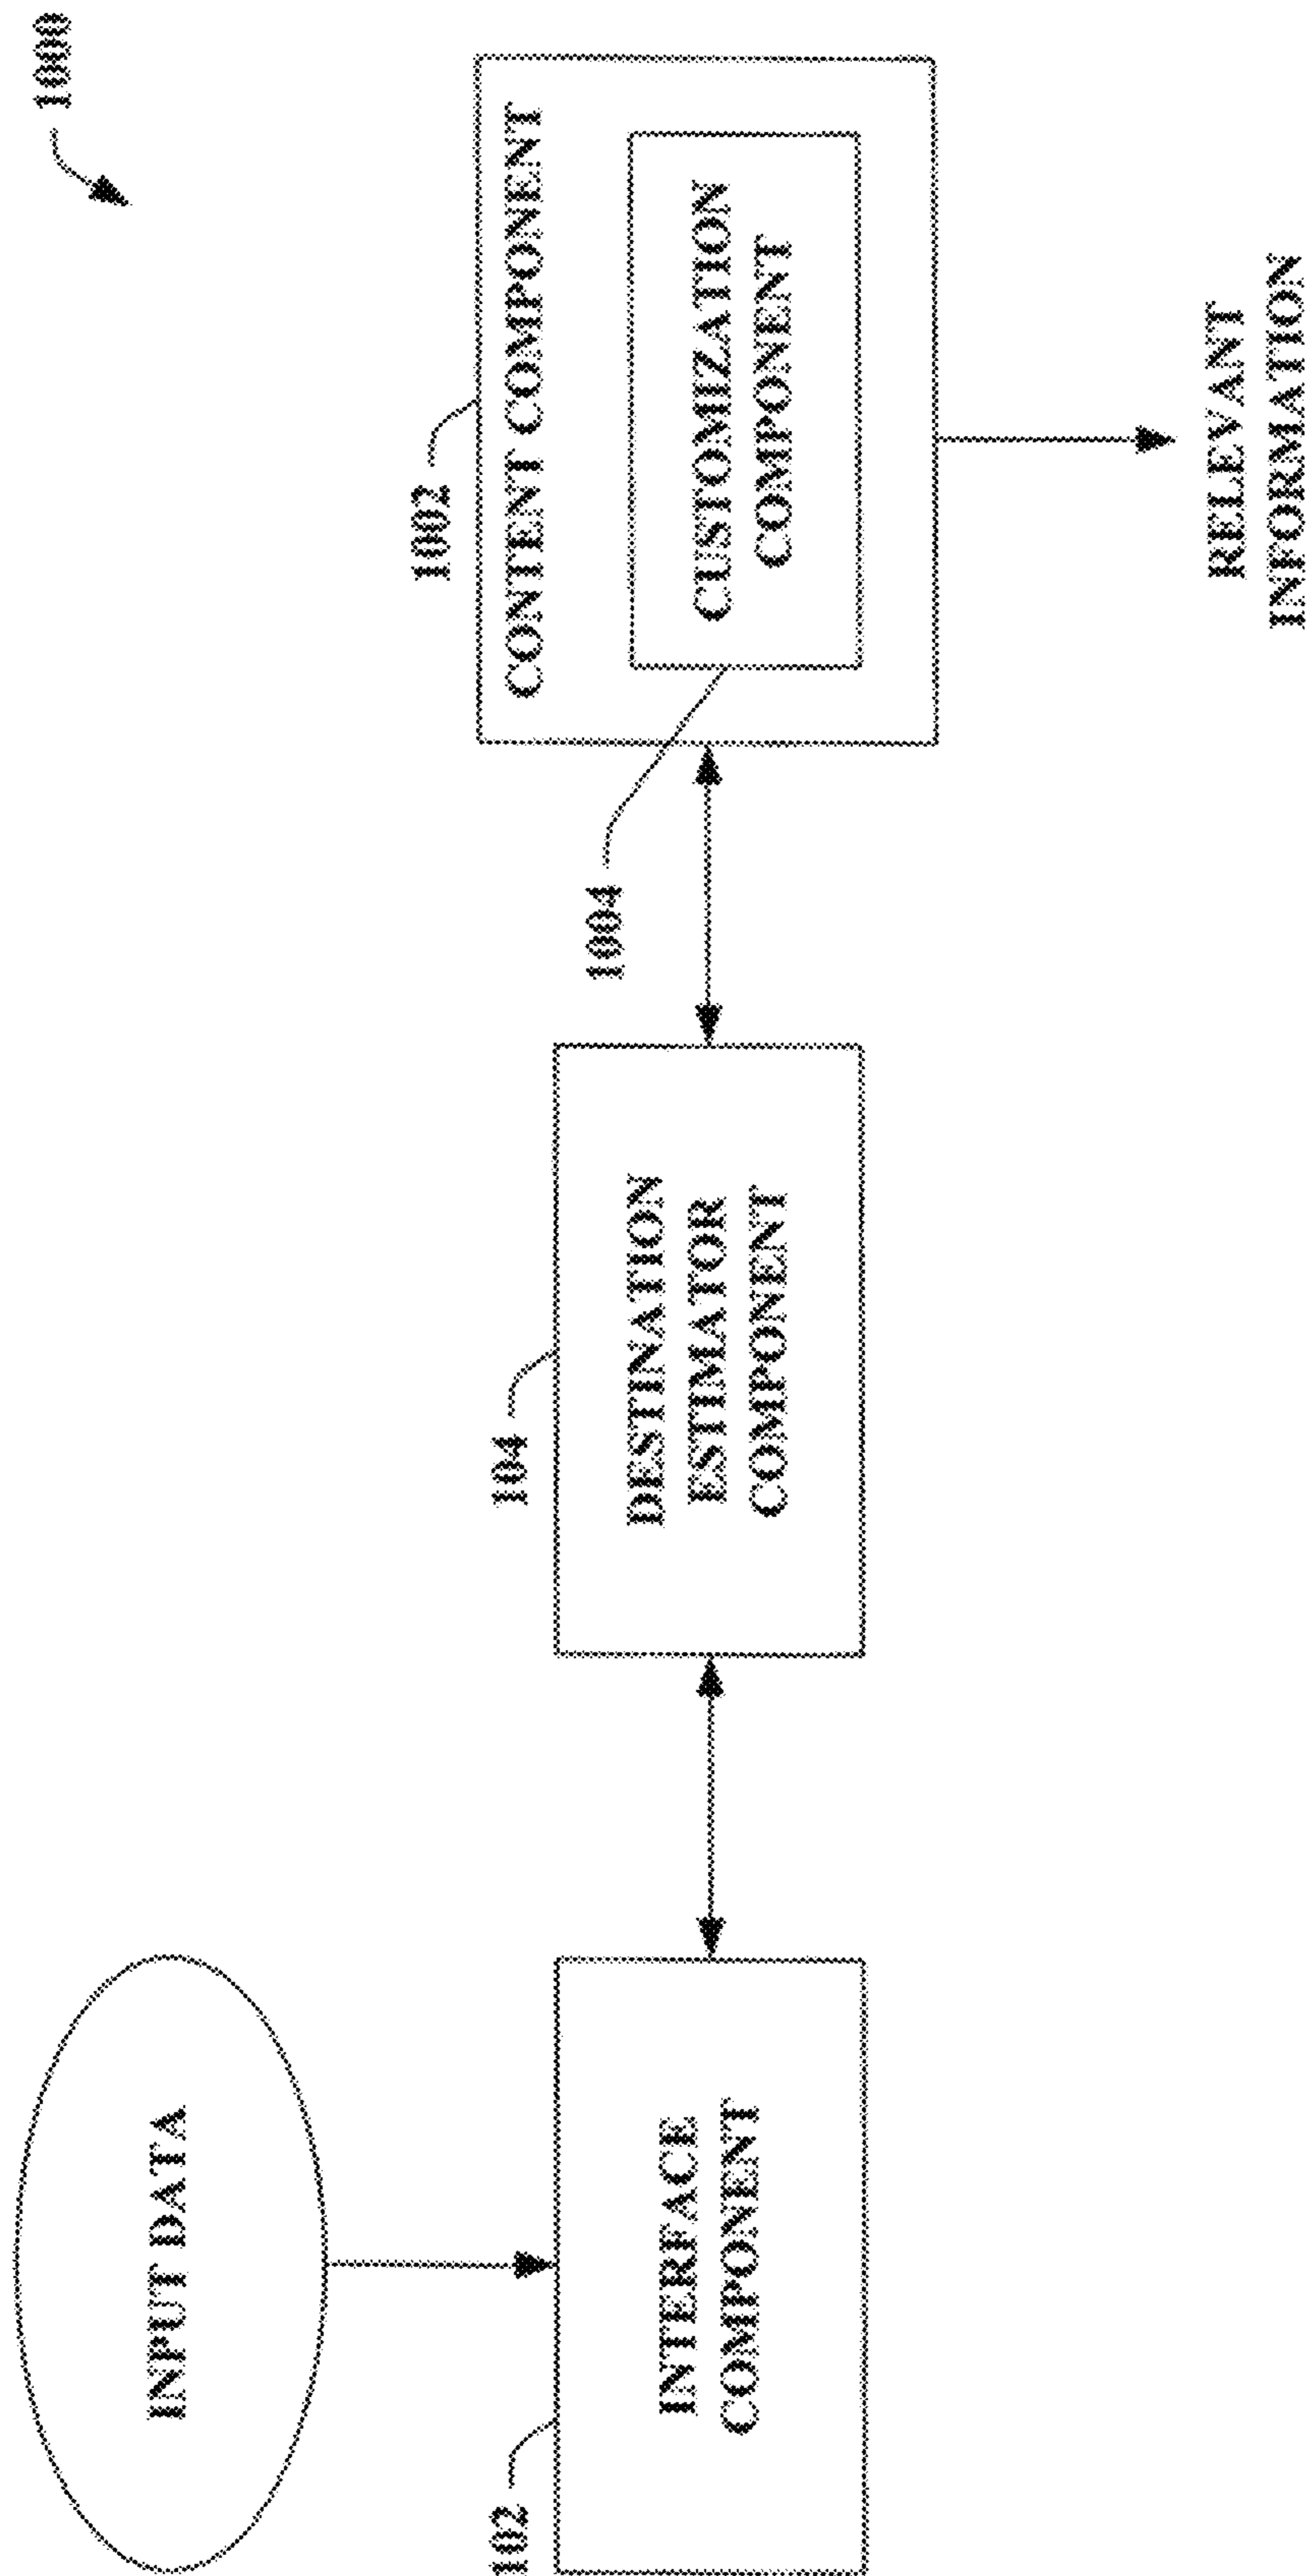 1000
INPUT DATA
102
INTERFACE
COMPONENT
104
DESTINATION
ESTIMATOR
COMPONENT
1002
CONTENT COMPONENT
1004
CUSTOMIZATION
COMPONENT
RELEVANT
INFORMATION